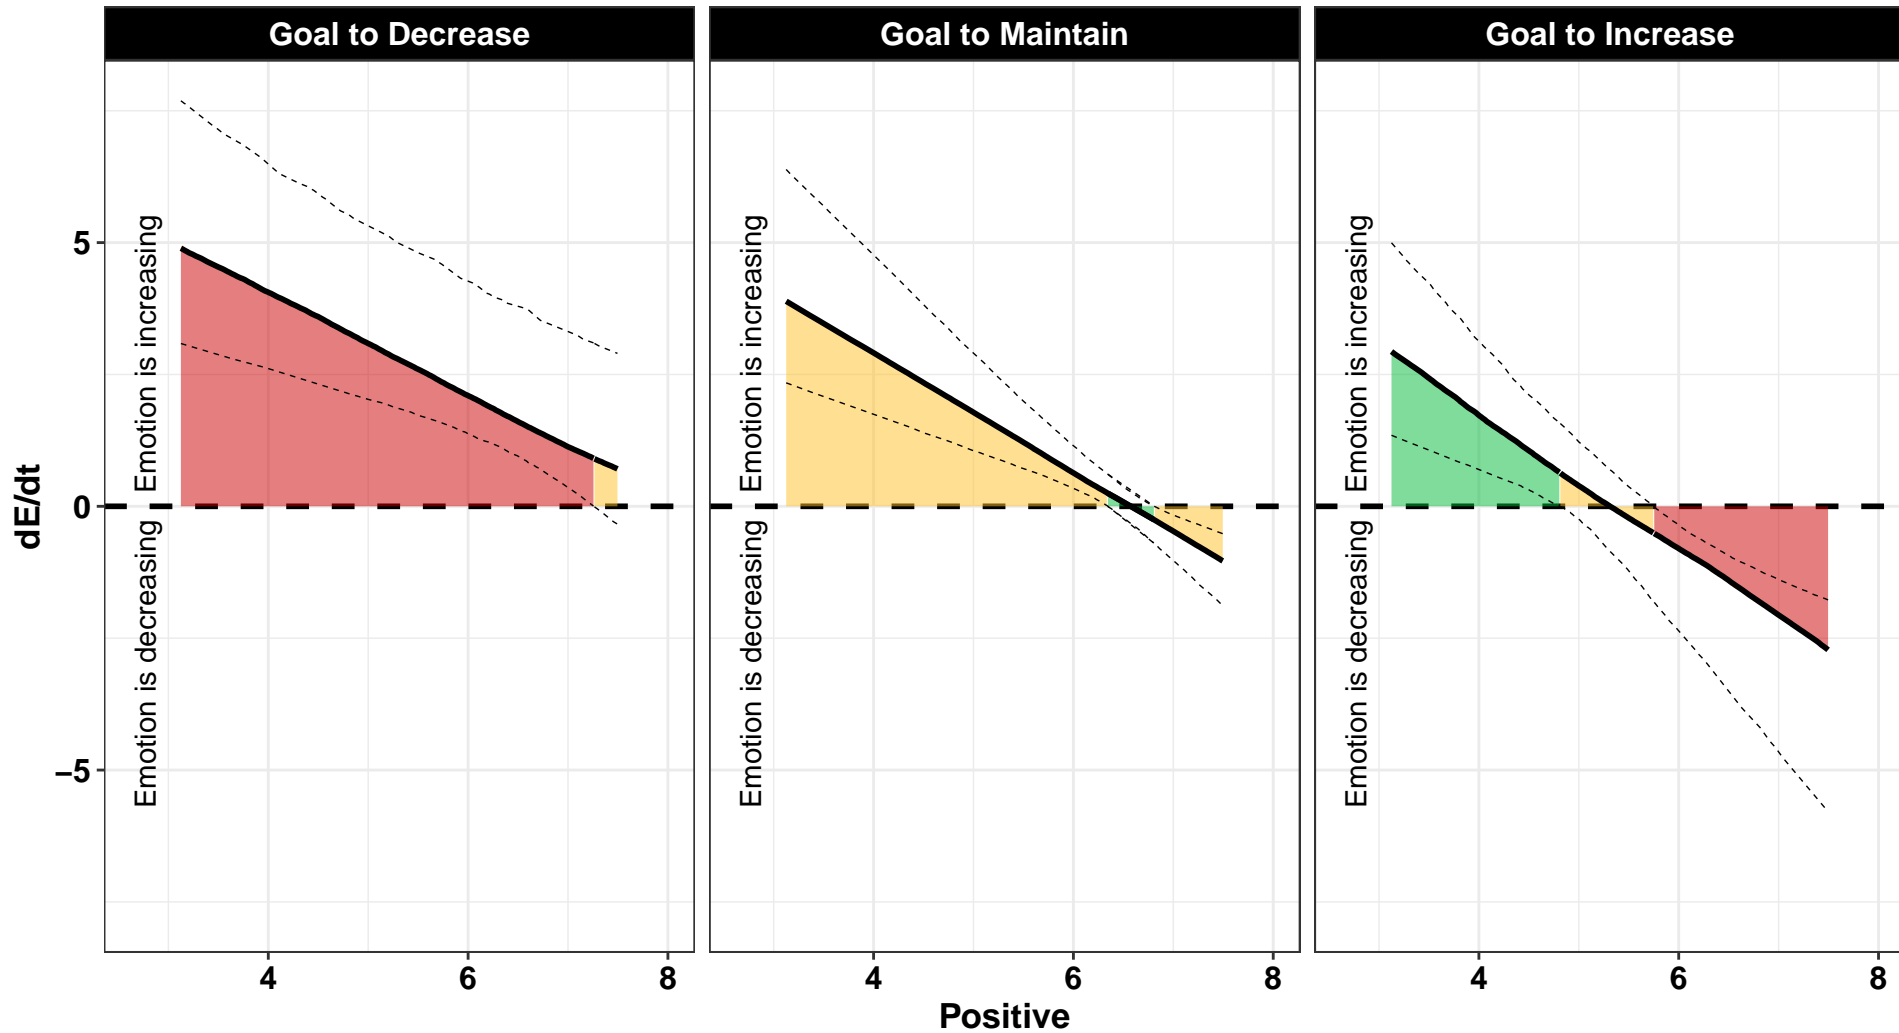 Goal to Decrease
Goal to Maintain
Goal to Increase
dE/dt
5
0
−5
Emotion is increasing
Emotion is decreasing
Emotion is increasing
Emotion is decreasing
Emotion is increasing
Emotion is decreasing
4 6 8
4 6 8
4 6 8
Positive